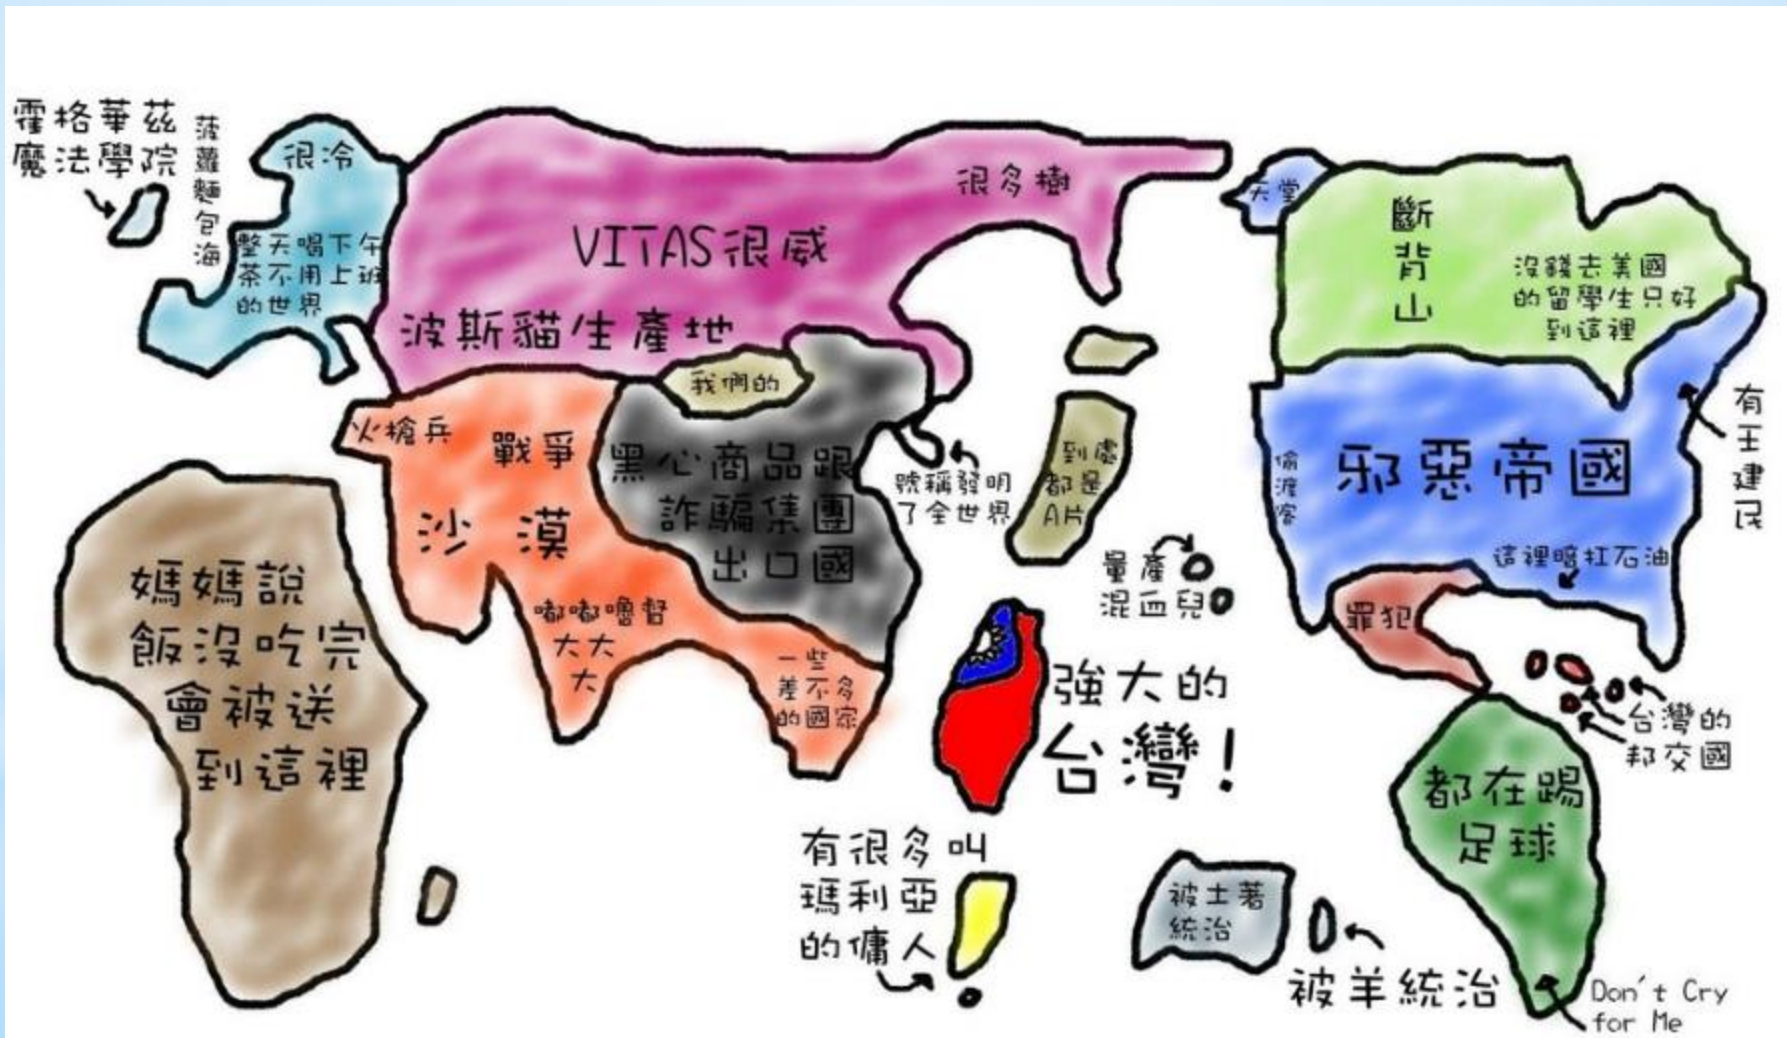 霍格華茲
魔法學院
菠蘿麵包海
很冷
整天喝下午
茶不用上班
的世界
很多樹
VITAS很威
波斯貓生產地
我們的
火槍兵
戰爭
沙漠
黑心商品跟
詐騙集團
出口國
嘟嘟嚕督
大大
大
一些
差不多
的國家
號稱發明
了全世界
到處
都是
A片
量產
混血兒
強大的
台灣!
有很多叫
瑪利亞
的傭人
媽媽說
飯沒吃完
會被送
到這裡
天堂
斷背山
沒錢去美國
的留學生只好
到這裡
有王建民
邪惡帝國
偷渡客
這裡暗扛石油
罪犯
台灣的
邦交國
都在踢
足球
被土著
統治
被羊統治
Don't Cry
for Me